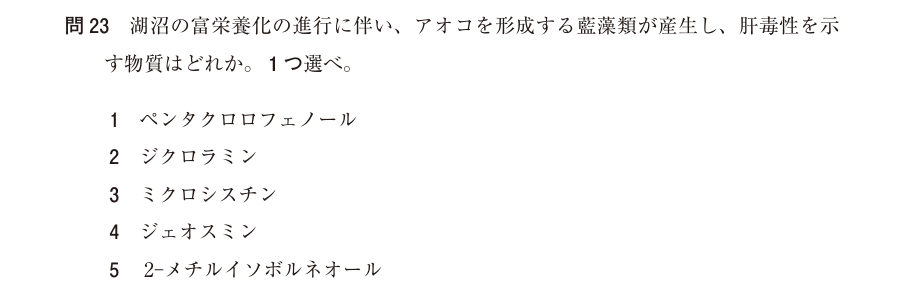 問 23　湖沼の富栄養化の進行に伴い、アオコを形成する藍藻類が産生し、肝毒性を示
す物質はどれか。1つ選べ。
1　ペンタクロロフェノール
2　ジクロラミン
3　ミクロシスチン
4　ジェオスミン
5　2-メチルイソボルネオール